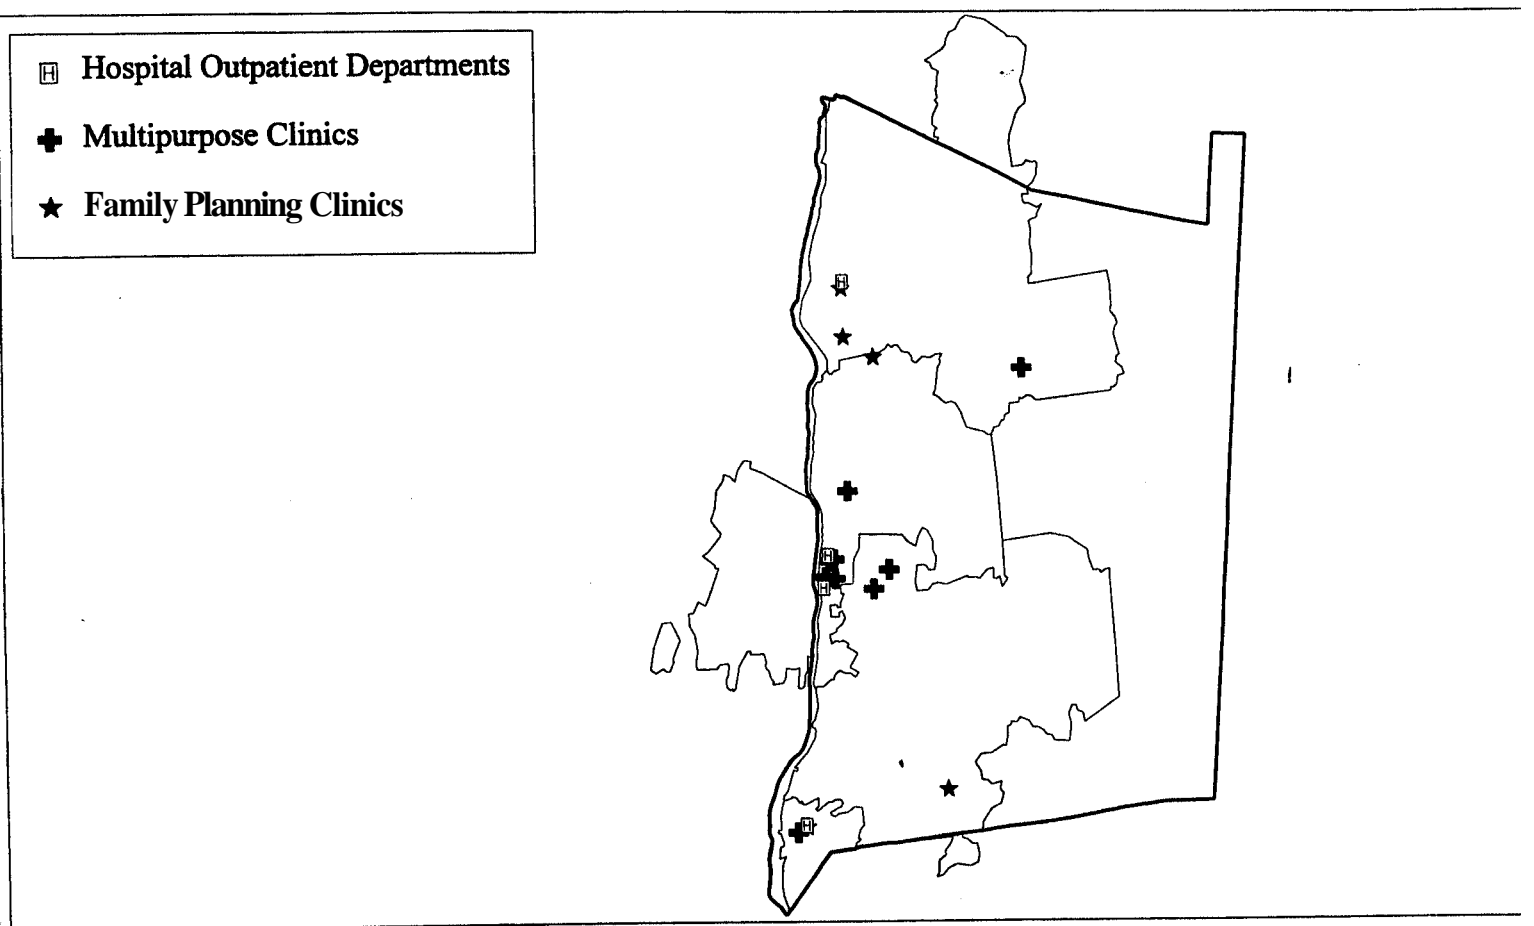 H Hospital Outpatient Departments
Multipurpose Clinics
Family Planning Clinics
H
H
H
H